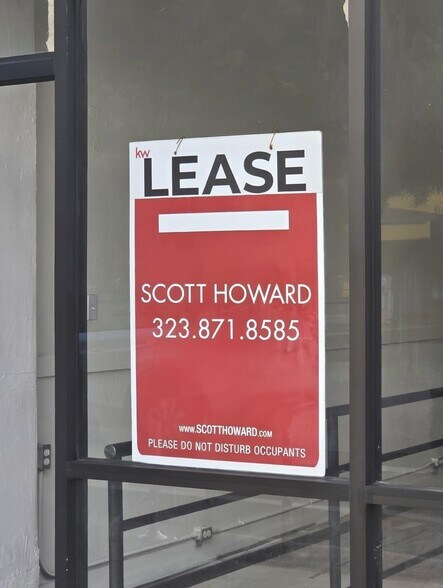 kw
LEASE
SCOTT HOWARD
323.871.8585
www.SCOTTHOWARD.com
PLEASE DO NOT DISTURB OCCUPANTS